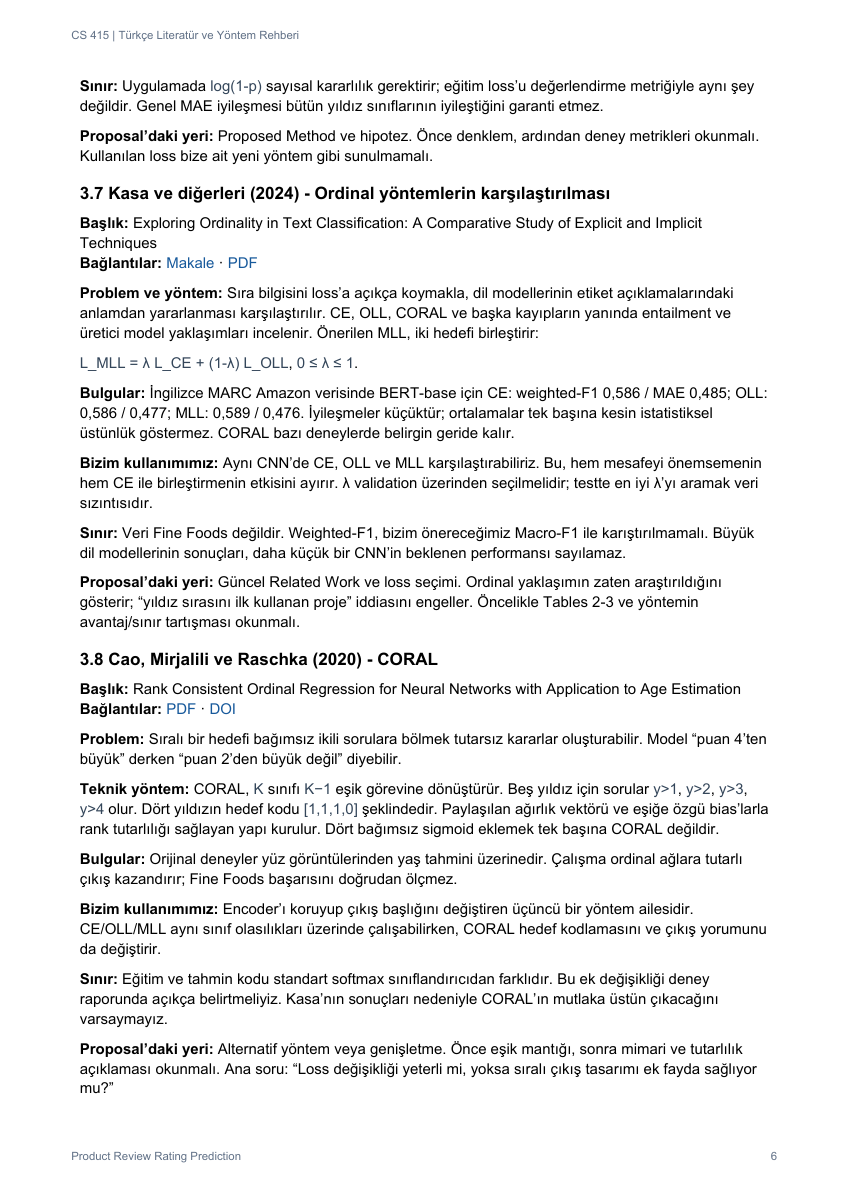 CS 415 | Türkçe Literatür ve Yöntem Rehberi
Sınır: Uygulamada log(1-p) sayısal kararlılık gerektirir; eğitim loss’u değerlendirme metriğiyle aynı şey
değildir. Genel MAE iyileşmesi bütün yıldız sınıflarının iyileştiğini garanti etmez.
Proposal’daki yeri: Proposed Method ve hipotez. Önce denklem, ardından deney metrikleri okunmalı.
Kullanılan loss bize ait yeni yöntem gibi sunulmamalı.
3.7 Kasa ve diğerleri (2024) - Ordinal yöntemlerin karşılaştırılması
Başlık: Exploring Ordinality in Text Classification: A Comparative Study of Explicit and Implicit
Techniques
Bağlantılar: Makale · PDF
Problem ve yöntem: Sıra bilgisini loss’a açıkça koymakla, dil modellerinin etiket açıklamalarındaki
anlamdan yararlanması karşılaştırılır. CE, OLL, CORAL ve başka kayıpların yanında entailment ve
üretici model yaklaşımları incelenir. Önerilen MLL, iki hedefi birleştirir:
L_MLL = λ L_CE + (1-λ) L_OLL, 0 ≤ λ ≤ 1.
Bulgular: İngilizce MARC Amazon verisinde BERT-base için CE: weighted-F1 0,586 / MAE 0,485; OLL:
0,586 / 0,477; MLL: 0,589 / 0,476. İyileşmeler küçüktür; ortalamalar tek başına kesin istatistiksel
üstünlük göstermez. CORAL bazı deneylerde belirgin geride kalır.
Bizim kullanımımız: Aynı CNN’de CE, OLL ve MLL karşılaştırabiliriz. Bu, hem mesafeyi önemsemenin
hem CE ile birleştirmenin etkisini ayırır. λ validation üzerinden seçilmelidir; testte en iyi λ’yı aramak veri
sızıntısıdır.
Sınır: Veri Fine Foods değildir. Weighted-F1, bizim önereceğimiz Macro-F1 ile karıştırılmamalı. Büyük
dil modellerinin sonuçları, daha küçük bir CNN’in beklenen performansı sayılamaz.
Proposal’daki yeri: Güncel Related Work ve loss seçimi. Ordinal yaklaşımın zaten araştırıldığını
gösterir; “yıldız sırasını ilk kullanan proje” iddiasını engeller. Öncelikle Tables 2-3 ve yöntemin
avantaj/sınır tartışması okunmalı.
3.8 Cao, Mirjalili ve Raschka (2020) - CORAL
Başlık: Rank Consistent Ordinal Regression for Neural Networks with Application to Age Estimation
Bağlantılar: PDF · DOI
Problem: Sıralı bir hedefi bağımsız ikili sorulara bölmek tutarsız kararlar oluşturabilir. Model “puan 4’ten
büyük” derken “puan 2’den büyük değil” diyebilir.
Teknik yöntem: CORAL, K sınıfı K−1 eşik görevine dönüştürür. Beş yıldız için sorular y>1, y>2, y>3,
y>4 olur. Dört yıldızın hedef kodu [1,1,1,0] şeklindedir. Paylaşılan ağırlık vektörü ve eşiğe özgü bias’larla
rank tutarlılığı sağlayan yapı kurulur. Dört bağımsız sigmoid eklemek tek başına CORAL değildir.
Bulgular: Orijinal deneyler yüz görüntülerinden yaş tahmini üzerinedir. Çalışma ordinal ağlara tutarlı
çıkış kazandırır; Fine Foods başarısını doğrudan ölçmez.
Bizim kullanımımız: Encoder’ı koruyup çıkış başlığını değiştiren üçüncü bir yöntem ailesidir.
CE/OLL/MLL aynı sınıf olasılıkları üzerinde çalışabilirken, CORAL hedef kodlamasını ve çıkış yorumunu
da değiştirir.
Sınır: Eğitim ve tahmin kodu standart softmax sınıflandırıcıdan farklıdır. Bu ek değişikliği deney
raporunda açıkça belirtmeliyiz. Kasa’nın sonuçları nedeniyle CORAL’ın mutlaka üstün çıkacağını
varsaymayız.
Proposal’daki yeri: Alternatif yöntem veya genişletme. Önce eşik mantığı, sonra mimari ve tutarlılık
açıklaması okunmalı. Ana soru: “Loss değişikliği yeterli mi, yoksa sıralı çıkış tasarımı ek fayda sağlıyor
mu?”
Product Review Rating Prediction
6